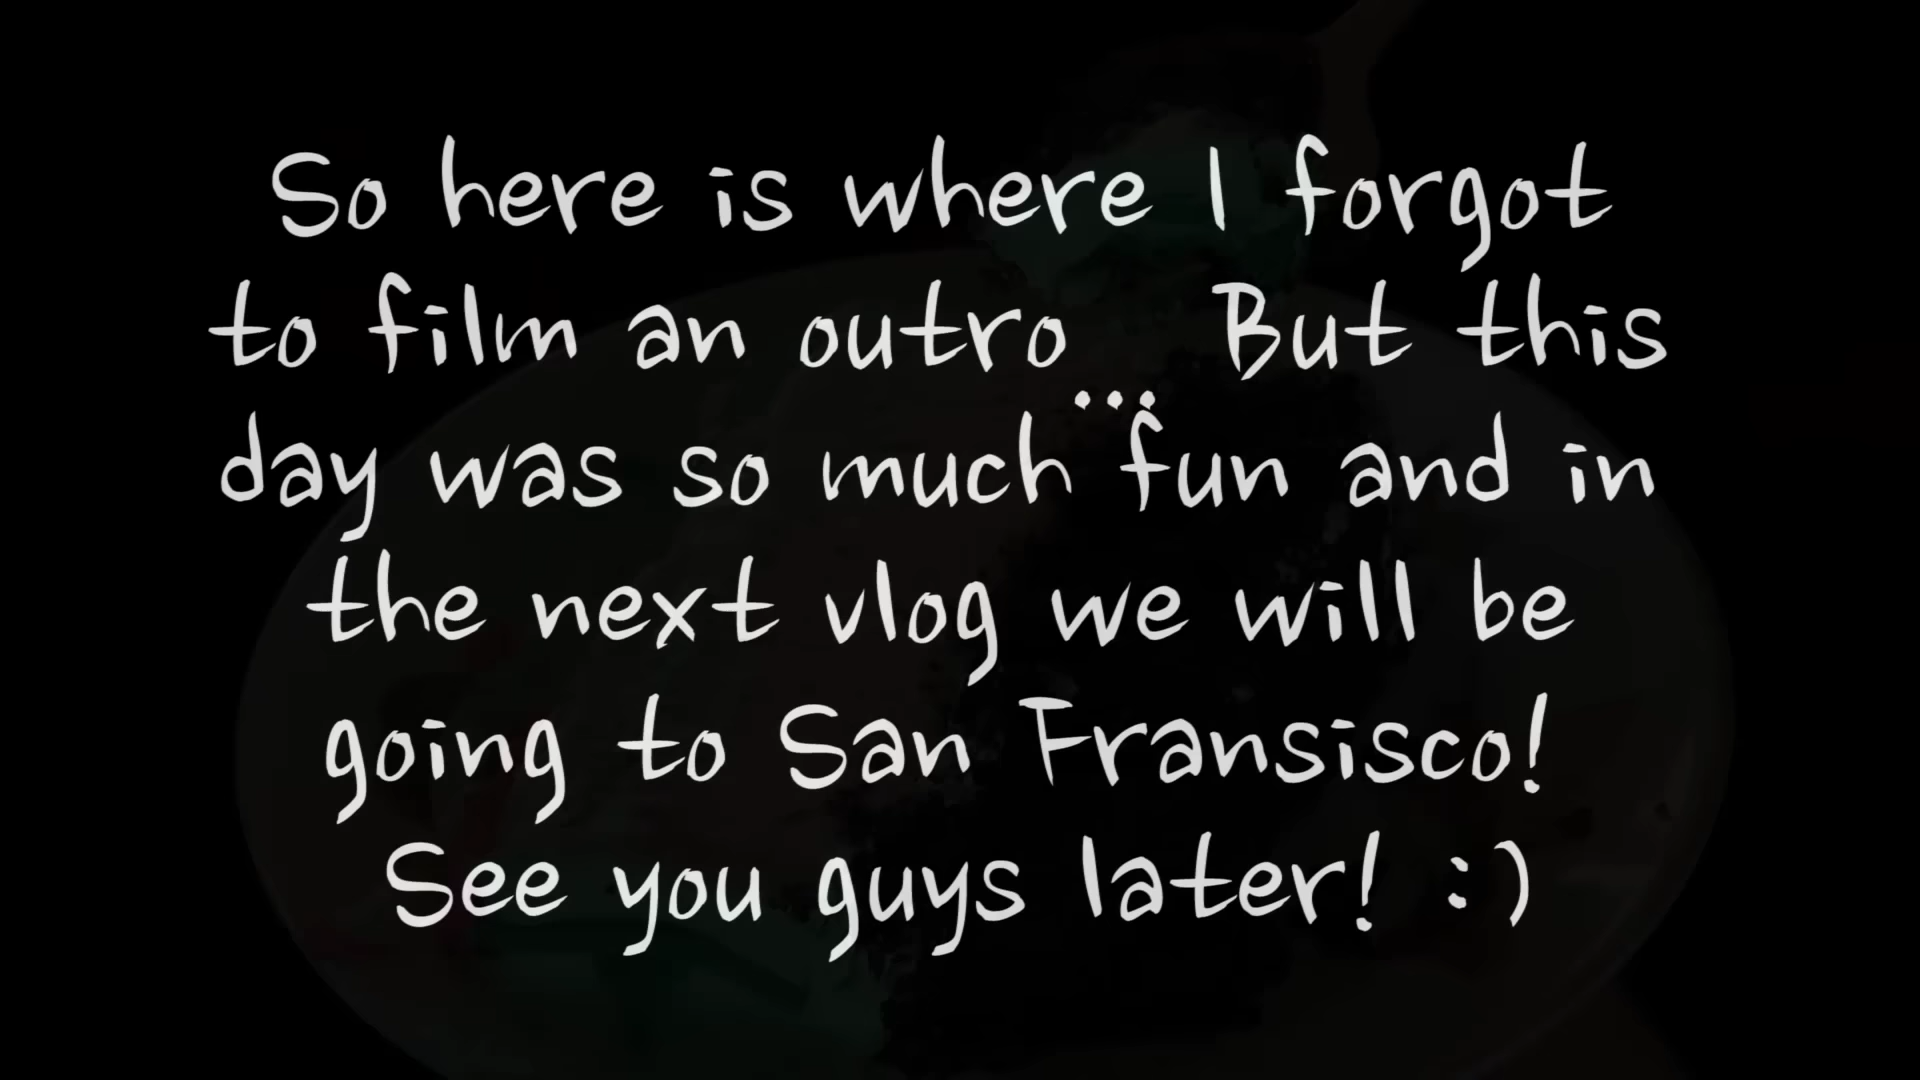 So here is where I forgot
to film an outro... But this
day was so much fun and in
the next vlog we will be
going to San Fransisco!
See you guys later! :)